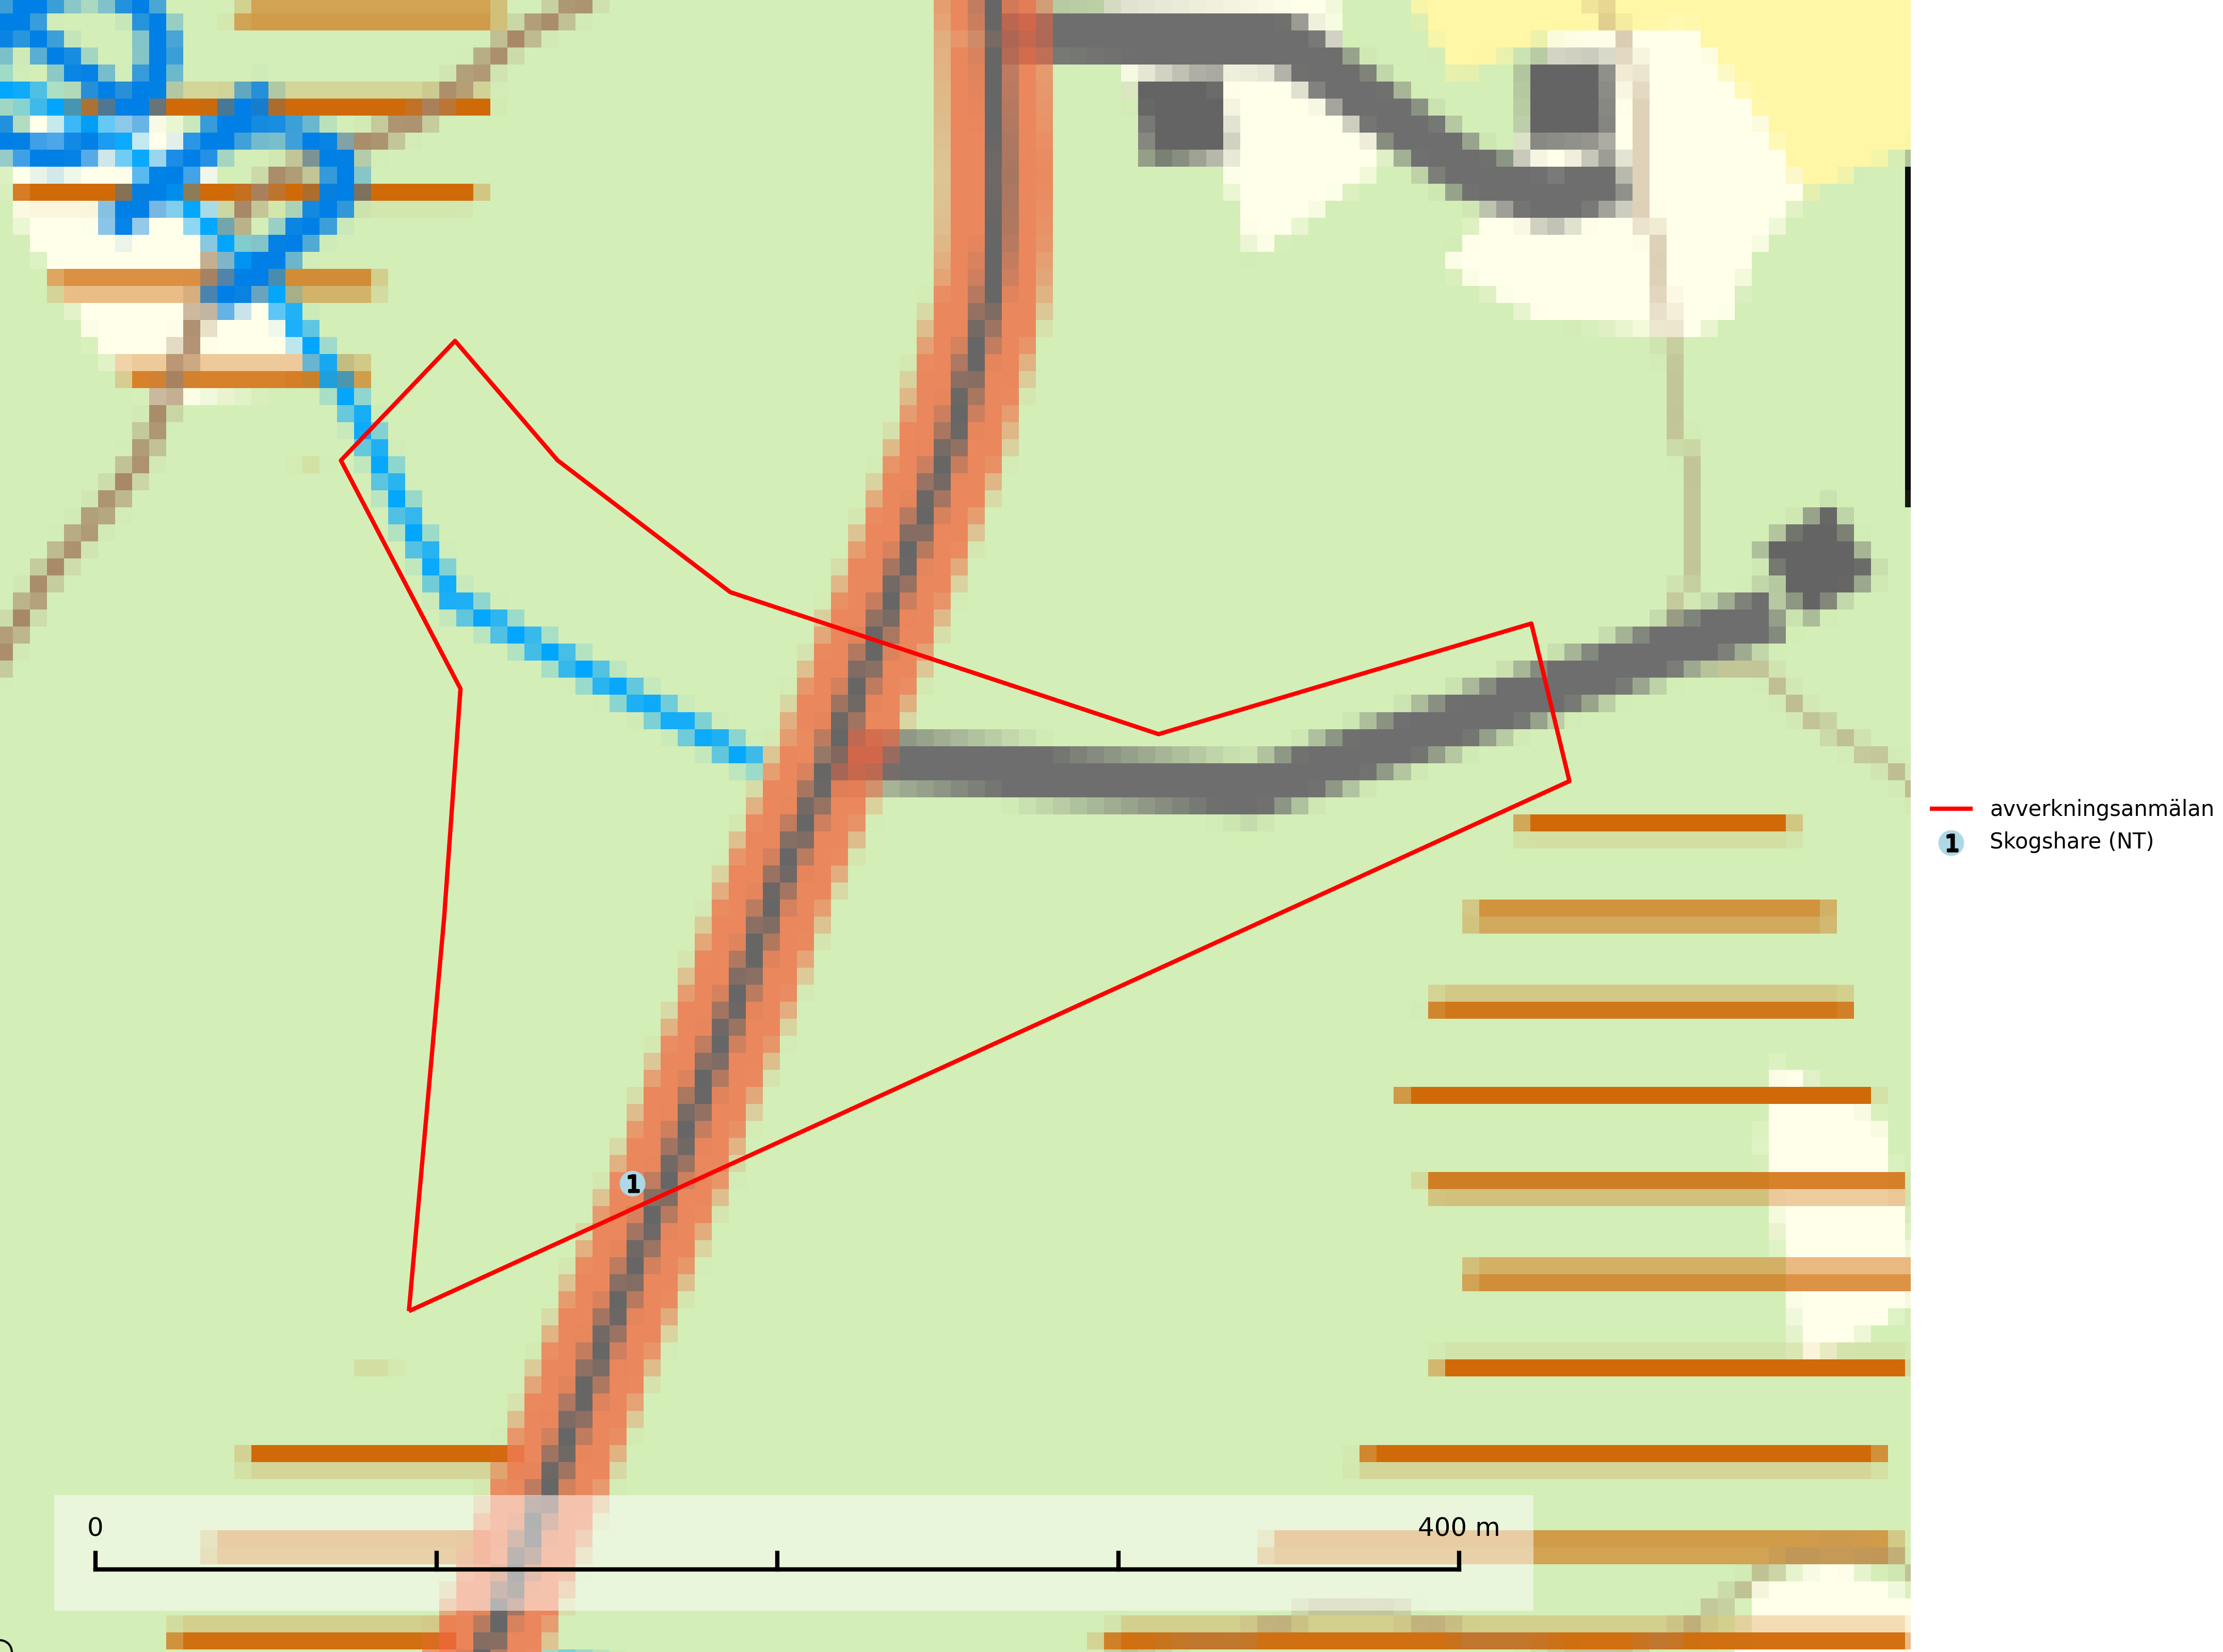 avverkningsanmälan
1 Skogshare (NT)
1
0 400 m